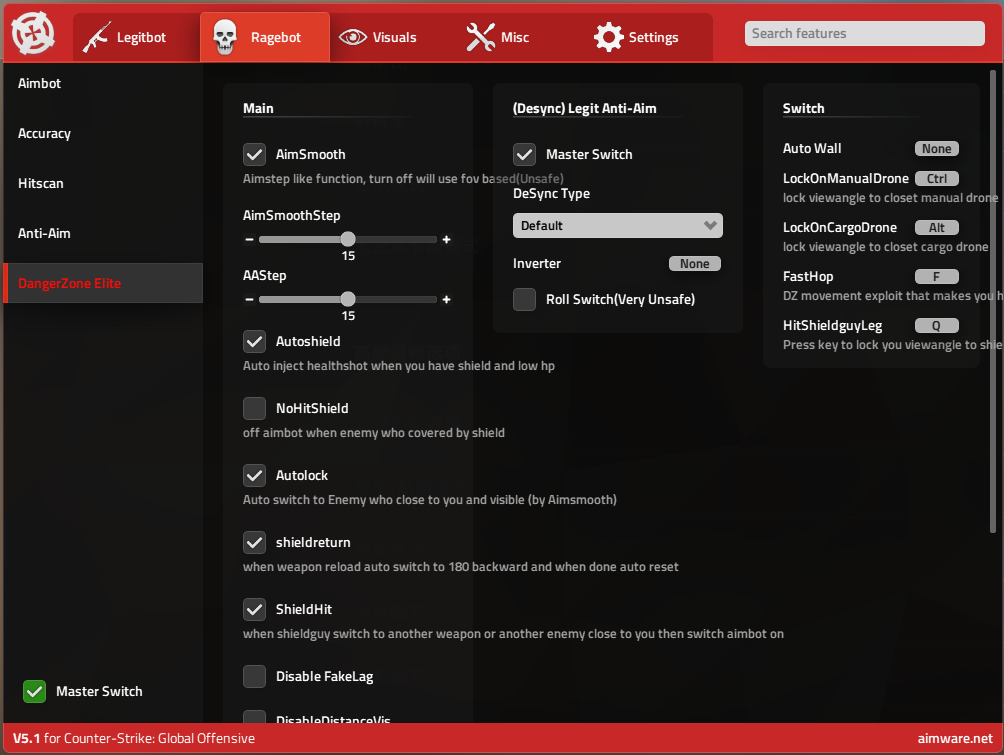 Legitbot
Ragebot
Visuals
Misc
Settings
Search features
Aimbot
Accuracy
Hitscan
Anti-Aim
DangerZone Elite
Master Switch
Main
AimSmooth
Aimstep like function, turn off will use fov based(Unsafe)
AimSmoothStep
15
AAStep
15
Autoshield
Auto inject healthshot when you have shield and low hp
NoHitShield
off aimbot when enemy who covered by shield
Autolock
Auto switch to Enemy who close to you and visible (by Aimsmooth)
shieldreturn
when weapon reload auto switch to 180 backward and when done auto reset
ShieldHit
when shieldguy switch to another weapon or another enemy close to you then switch aimbot on
Disable FakeLag
DisableDistanceVis
(Desync) Legit Anti-Aim
Master Switch
DeSync Type
Default
Inverter None
Roll Switch(Very Unsafe)
Switch
Auto Wall None
LockOnManualDrone Ctrl
lock viewangle to closet manual drone
LockOnCargoDrone Alt
lock viewangle to closet cargo drone
FastHop F
DZ movement exploit that makes you h
HitShieldguyLeg Q
Press key to lock you viewangle to shie
V5.1 for Counter-Strike: Global Offensive
aimware.net